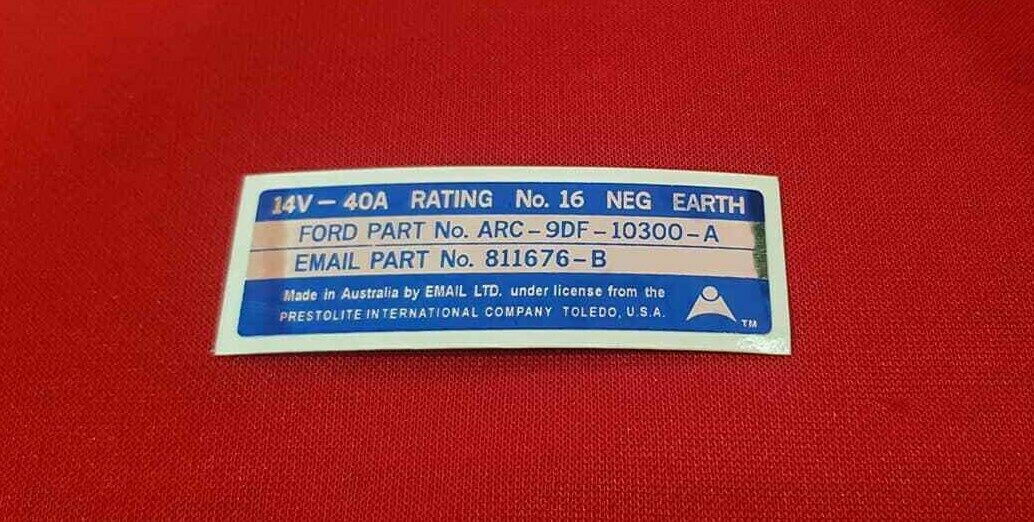 14V – 40A RATING No. 16 NEG EARTH
FORD PART No. ARC – 9DF – 10300 – A
EMAIL PART No. 811676 – B
Made in Australia by EMAIL LTD. under license from the
PRESTOLITE INTERNATIONAL COMPANY TOLEDO, U.S.A.
TM